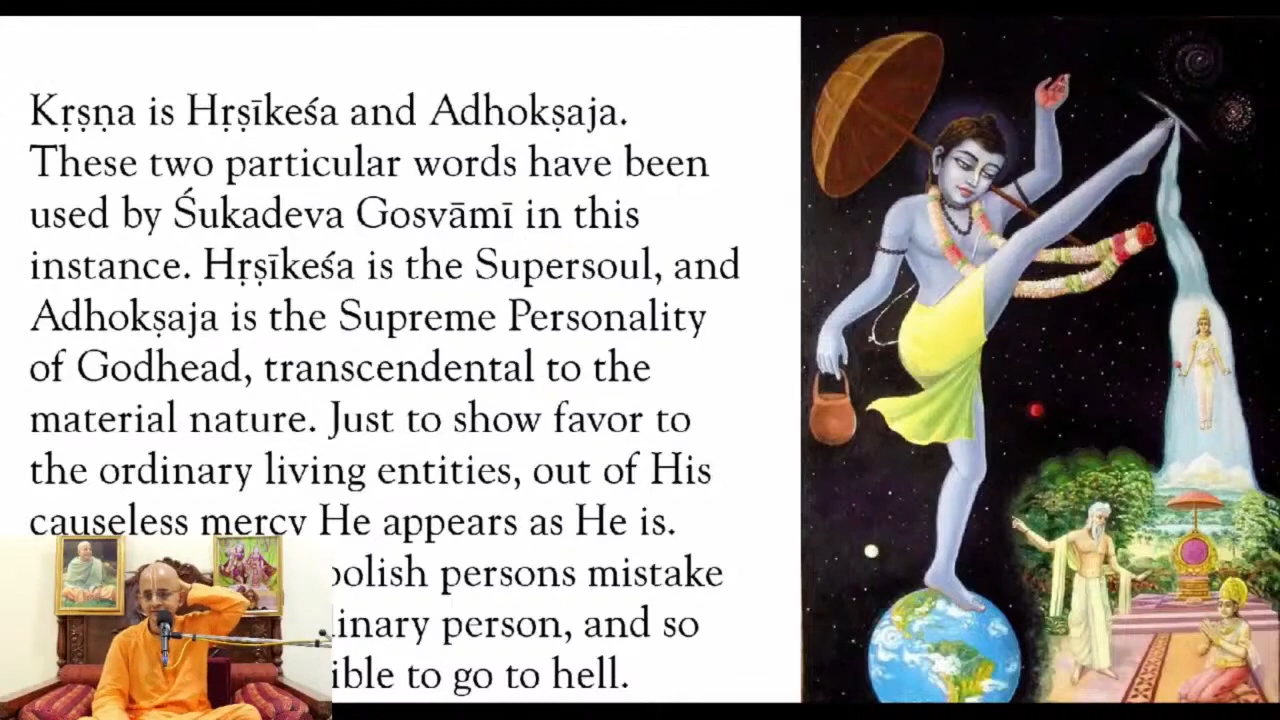 Kṛṣṇa is Hṛṣīkeśa and Adhokṣaja.
These two particular words have been
used by Śukadeva Gosvāmī in this
instance. Hṛṣīkeśa is the Supersoul, and
Adhokṣaja is the Supreme Personality
of Godhead, transcendental to the
material nature. Just to show favor to
the ordinary living entities, out of His
causeless mercy He appears as He is.
persons mistake
person, and so
to go to hell.